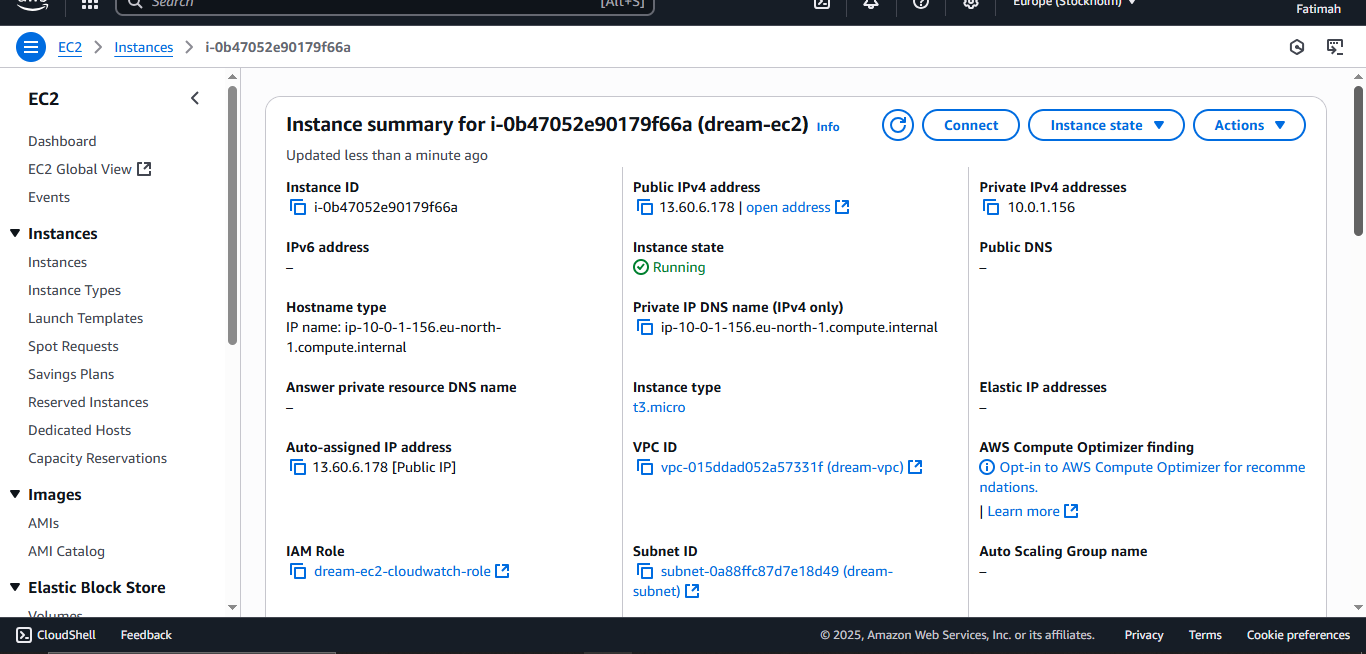 aws
Search
[Alt+S]
Europe (Stockholm)
Fatimah
EC2
Instances
i-0b47052e90179f66a
EC2
Dashboard
EC2 Global View
Events
Instances
Instances
Instance Types
Launch Templates
Spot Requests
Savings Plans
Reserved Instances
Dedicated Hosts
Capacity Reservations
Images
AMIs
AMI Catalog
Elastic Block Store
Volumes
Instance summary for i-0b47052e90179f66a (dream-ec2) Info
Connect
Instance state
Actions
Updated less than a minute ago
Instance ID
i-0b47052e90179f66a
Public IPv4 address
13.60.6.178 | open address
Private IPv4 addresses
10.0.1.156
IPv6 address
–
Instance state
Running
Public DNS
–
Hostname type
IP name: ip-10-0-1-156.eu-north-
1.compute.internal
Private IP DNS name (IPv4 only)
ip-10-0-1-156.eu-north-1.compute.internal
Answer private resource DNS name
–
Instance type
t3.micro
Elastic IP addresses
–
Auto-assigned IP address
13.60.6.178 [Public IP]
VPC ID
vpc-015ddad052a57331f (dream-vpc)
AWS Compute Optimizer finding
Opt-in to AWS Compute Optimizer for recomme
ndations.
| Learn more
IAM Role
dream-ec2-cloudwatch-role
Subnet ID
subnet-0a88ffc87d7e18d49 (dream-
subnet)
Auto Scaling Group name
–
CloudShell
Feedback
© 2025, Amazon Web Services, Inc. or its affiliates.
Privacy
Terms
Cookie preferences